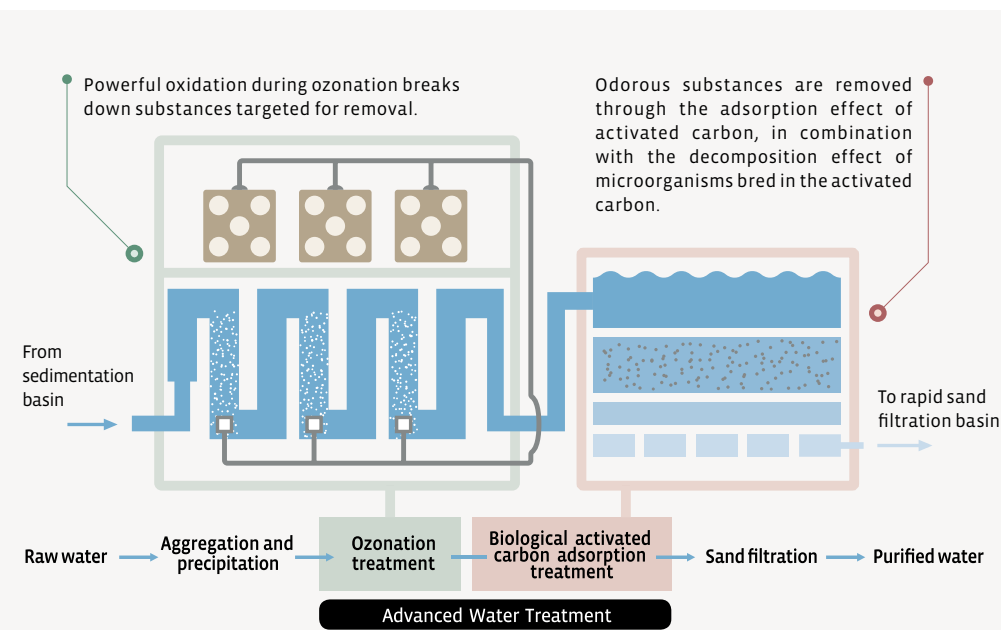 Powerful oxidation during ozonation breaks
down substances targeted for removal.
Odorous substances are removed
through the adsorption effect of
activated carbon, in combination
with the decomposition effect of
microorganisms bred in the activated
carbon.
From
sedimentation
basin
To rapid sand
filtration basin
Raw water
Aggregation and
precipitation
Ozonation
treatment
Biological activated
carbon adsorption
treatment
Sand filtration
Purified water
Advanced Water Treatment